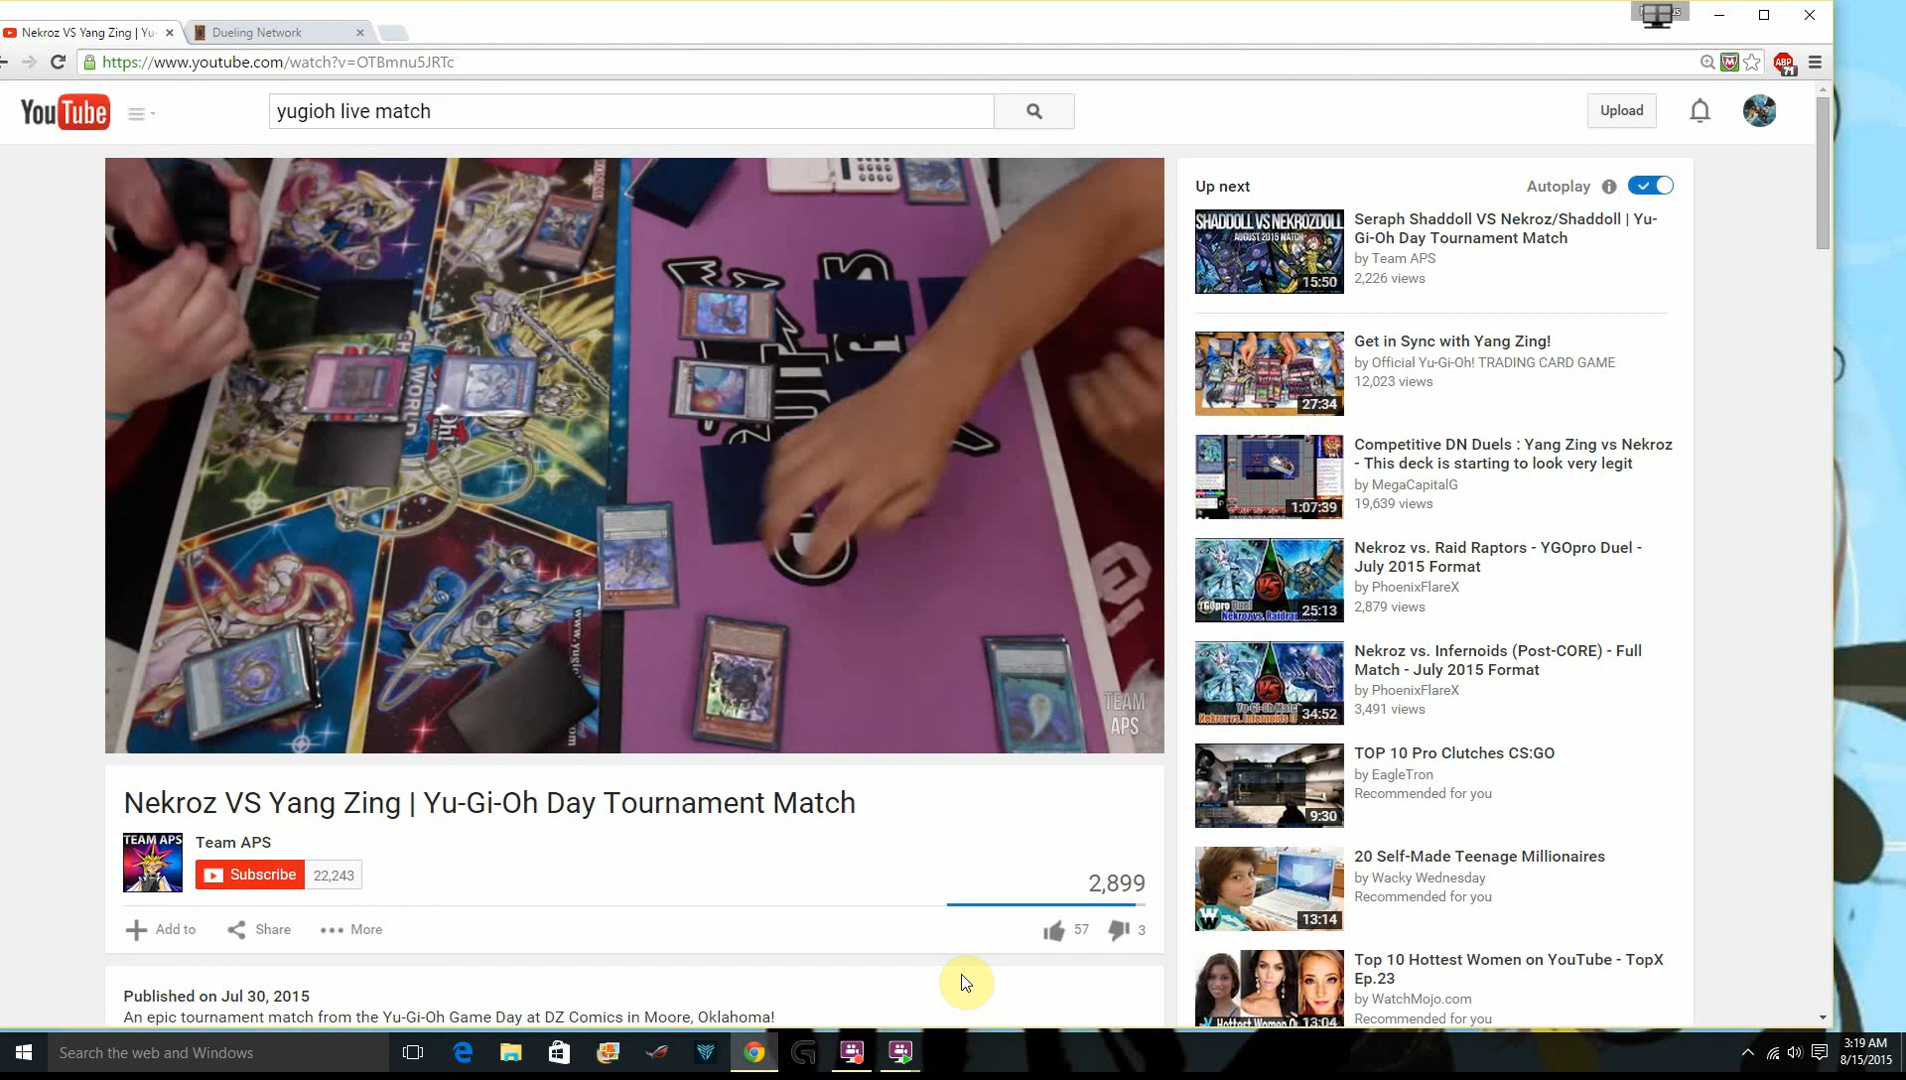 Nekroz VS Yang Zing | Yu-
Dueling Network
https://www.youtube.com/watch?v=OTBmnu5JRTc
ABP
71
YouTube
yugioh live match
Upload
TEAM
APS
Up next
Autoplay
SHADDOLL VS NEKROZDOLL
AUGUST 2015 MATCH
15:50
Seraph Shaddoll VS Nekroz/Shaddoll | Yu-
Gi-Oh Day Tournament Match
by Team APS
2,226 views
27:34
Get in Sync with Yang Zing!
by Official Yu-Gi-Oh! TRADING CARD GAME
12,023 views
1:07:39
Competitive DN Duels : Yang Zing vs Nekroz
- This deck is starting to look very legit
by MegaCapitalG
19,639 views
25:13
Nekroz vs. Raid Raptors - YGOpro Duel -
July 2015 Format
by PhoenixFlareX
2,879 views
34:52
Nekroz vs. Infernoids (Post-CORE) - Full
Match - July 2015 Format
by PhoenixFlareX
3,491 views
9:30
TOP 10 Pro Clutches CS:GO
by EagleTron
Recommended for you
13:14
20 Self-Made Teenage Millionaires
by Wacky Wednesday
Recommended for you
13:04
Top 10 Hottest Women on YouTube - TopX
Ep.23
by WatchMojo.com
Recommended for you
Nekroz VS Yang Zing | Yu-Gi-Oh Day Tournament Match
TEAM APS
Team APS
Subscribe 22,243
2,899
Add to Share More
57 3
Published on Jul 30, 2015
An epic tournament match from the Yu-Gi-Oh Game Day at DZ Comics in Moore, Oklahoma!
Search the web and Windows
3:19 AM
8/15/2015